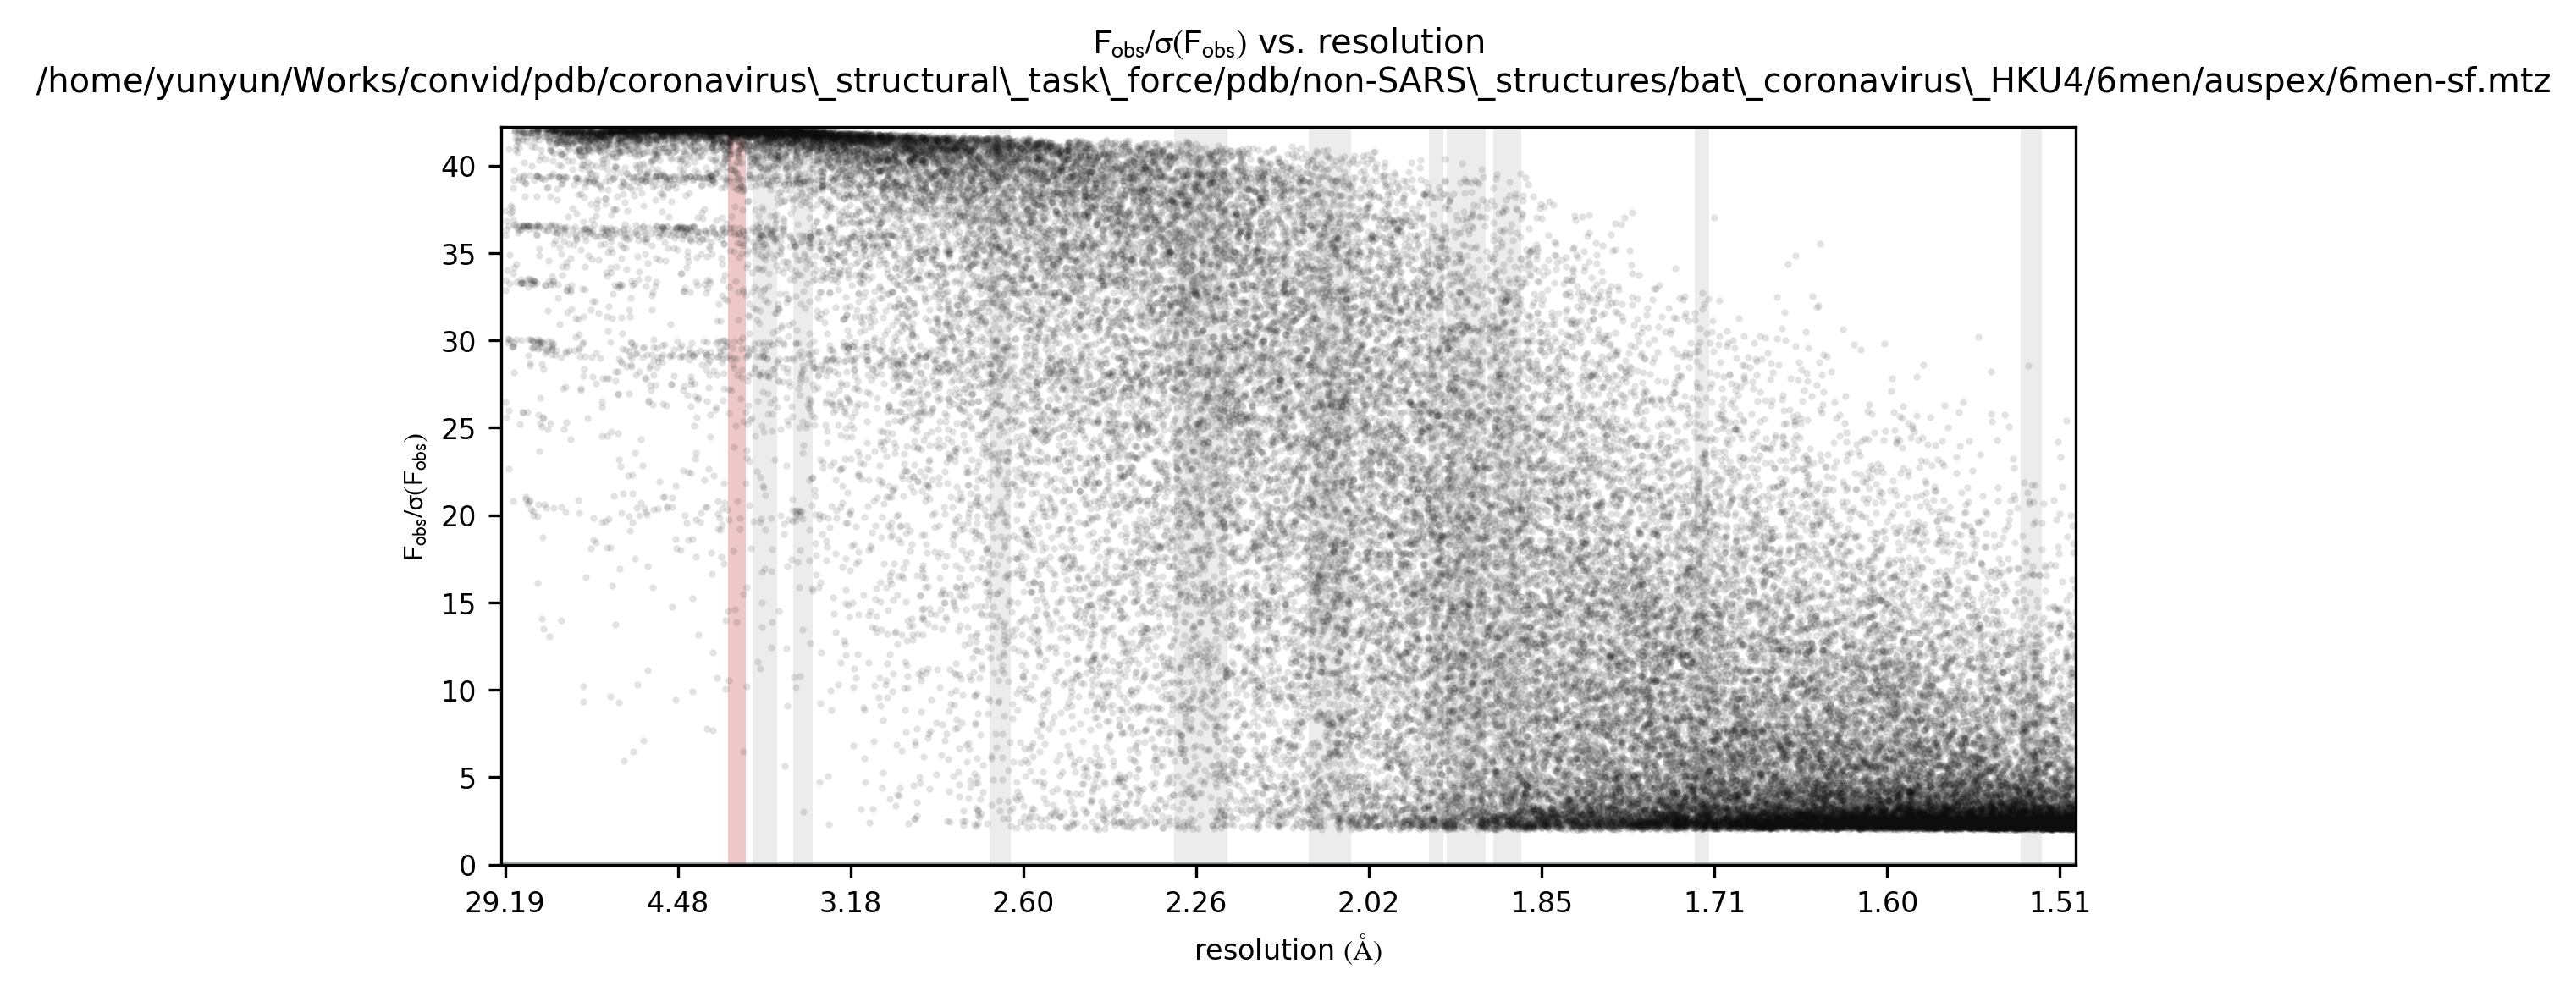 Fobs/σ(Fobs) vs. resolution
/home/yunyun/Works/convid/pdb/coronavirus\_structural\_task\_force/pdb/non-SARS\_structures/bat\_coronavirus\_HKU4/6men/auspex/6men-sf.mtz
Fobs/σ(Fobs)
40
35
30
25
20
15
10
5
0
29.19 4.48 3.18 2.60 2.26 2.02 1.85 1.71 1.60 1.51
resolution (Å)